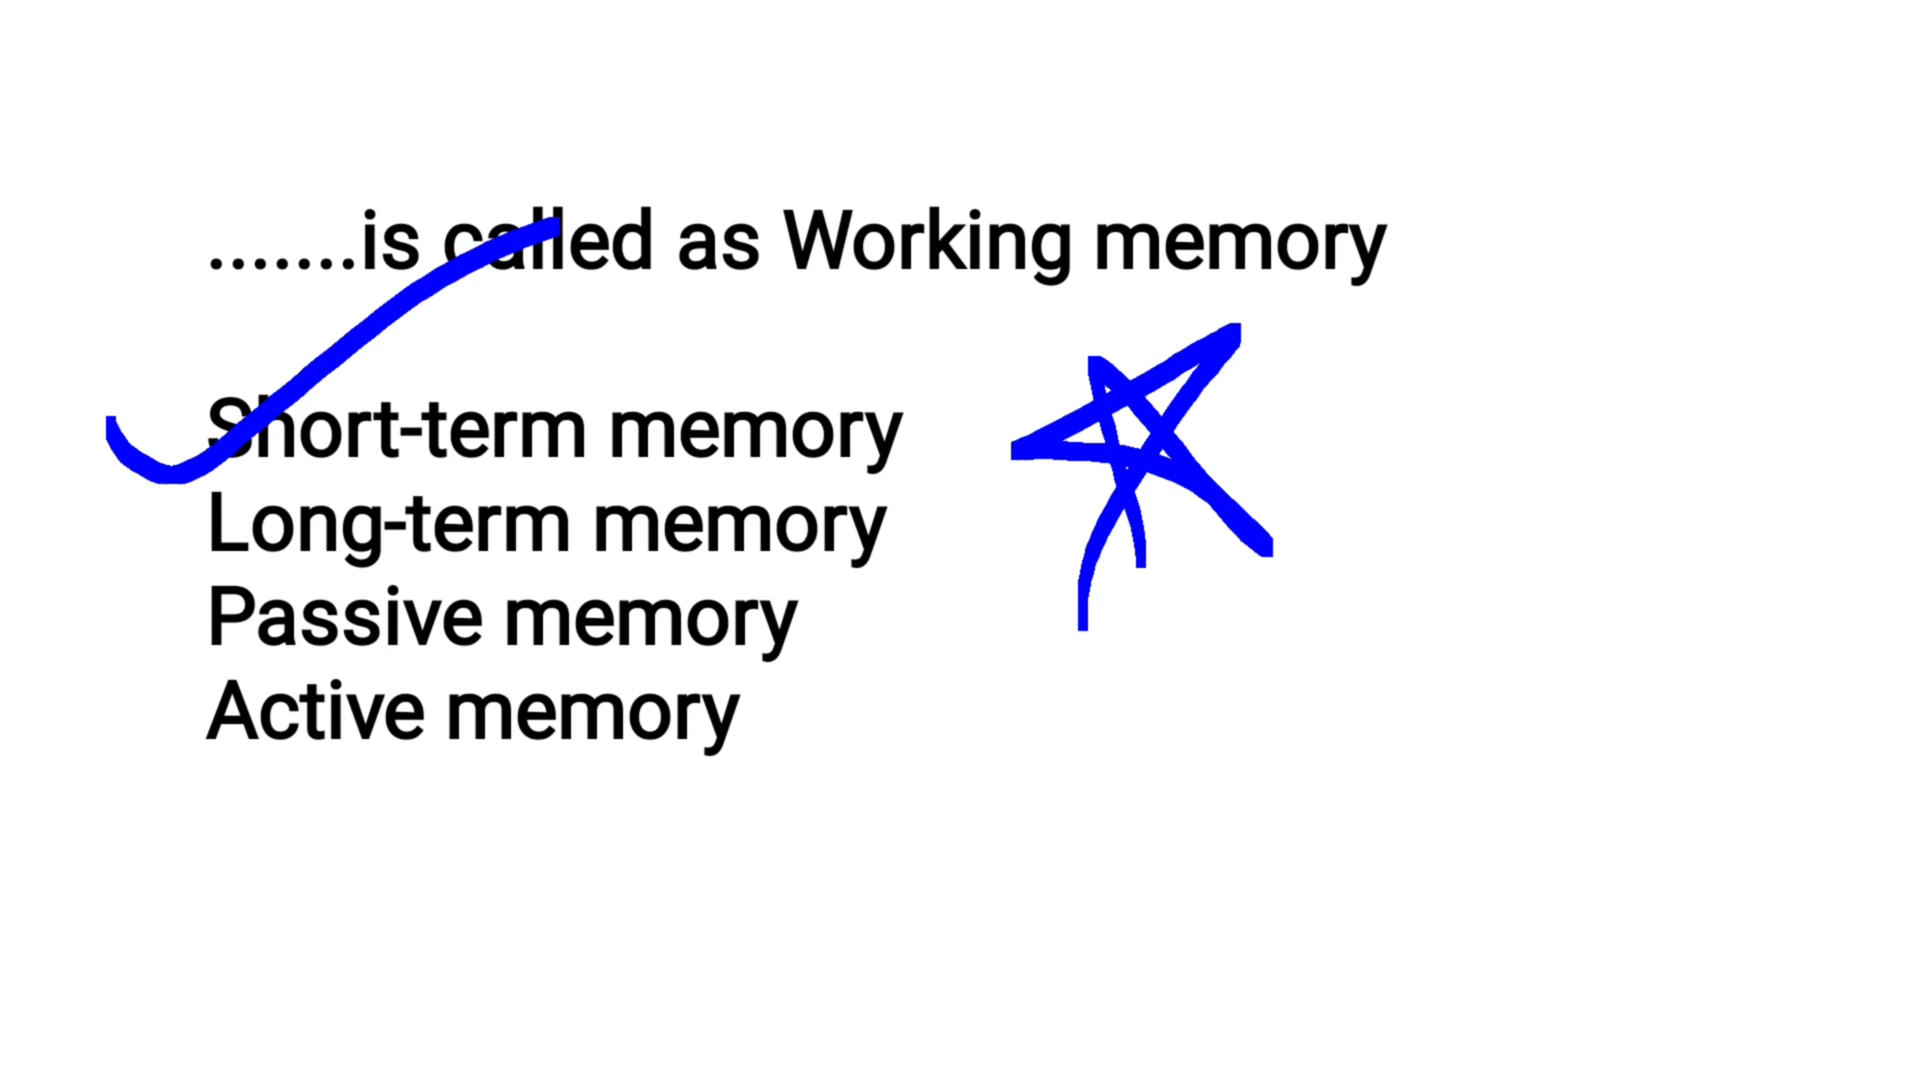 .......is called as Working memory
Short-term memory
Long-term memory
Passive memory
Active memory